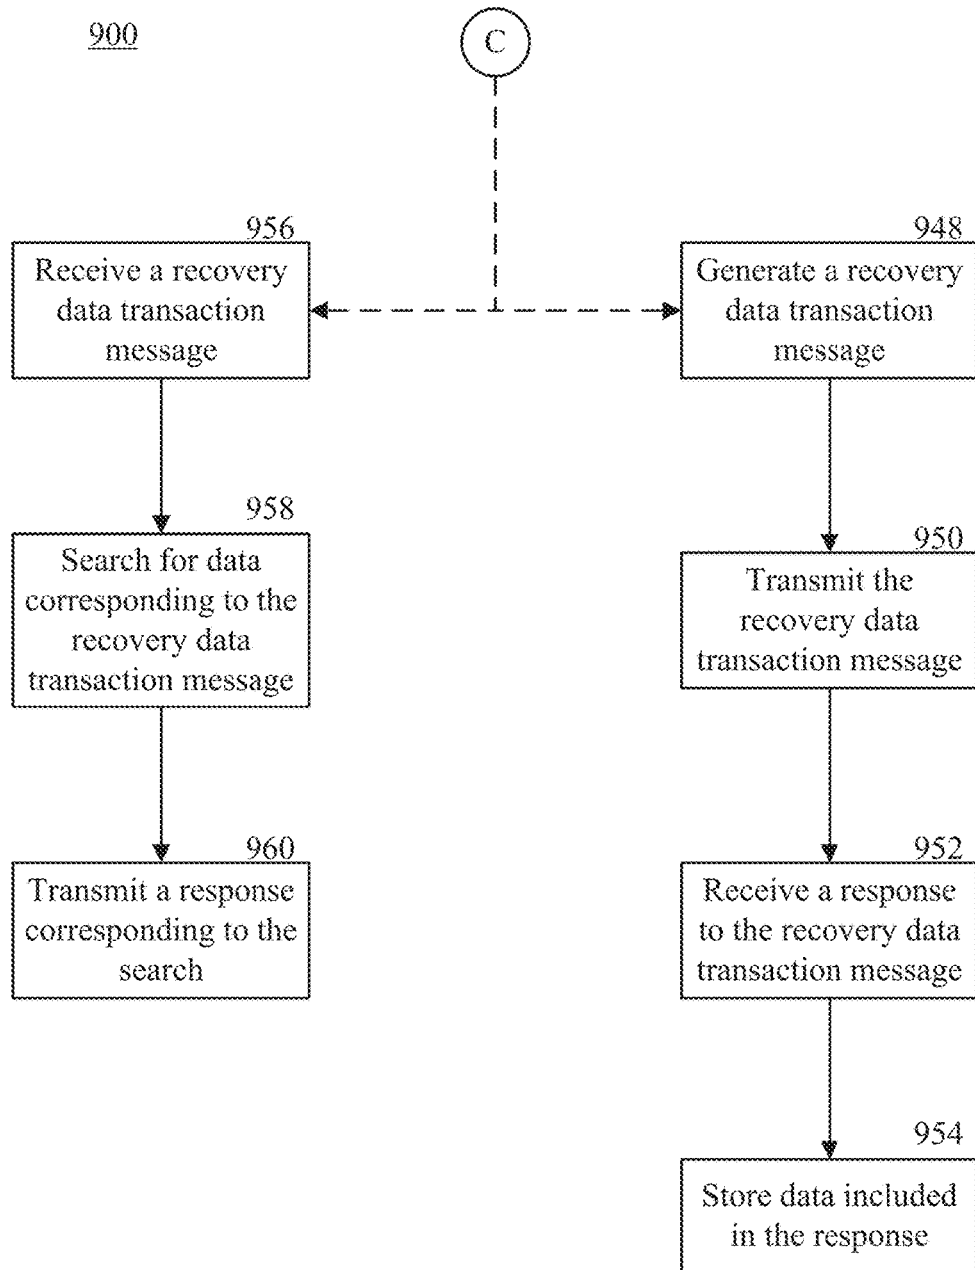 900
C
956
Receive a recovery
data transaction
message
958
Search for data
corresponding to the
recovery data
transaction message
960
Transmit a response
corresponding to the
search
948
Generate a recovery
data transaction
message
950
Transmit the
recovery data
transaction message
952
Receive a response
to the recovery data
transaction message
954
Store data included
in the response